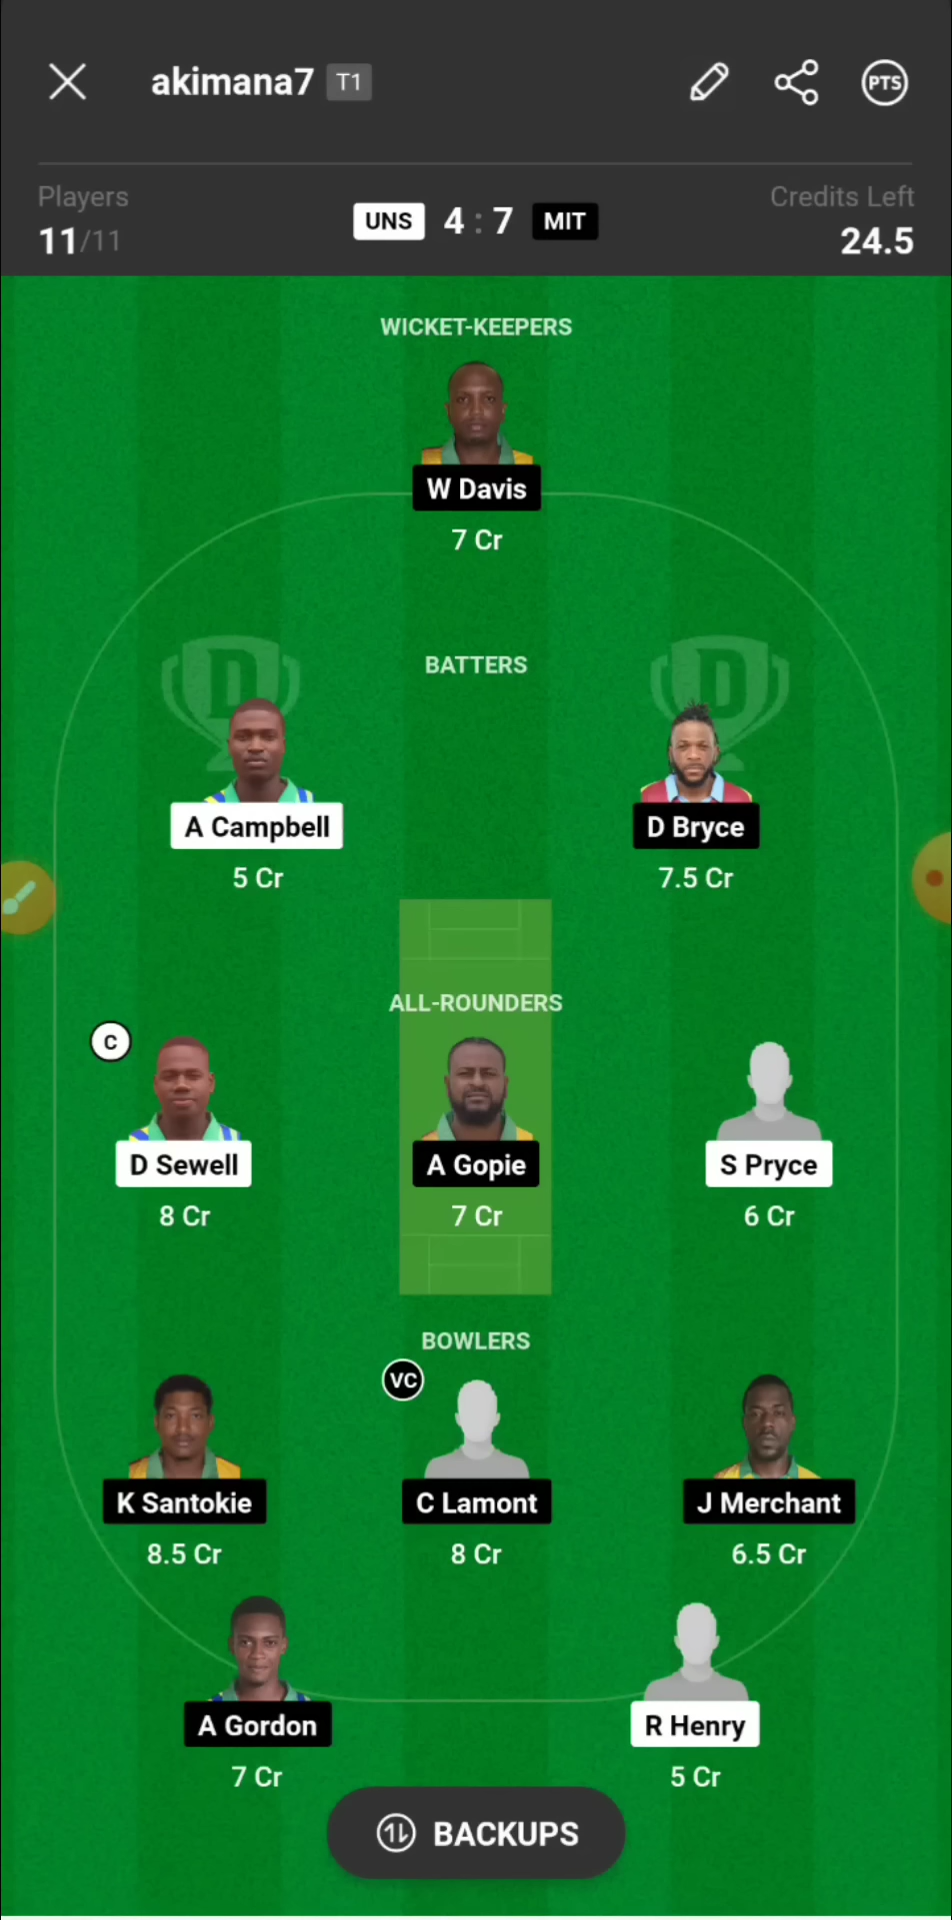 akimana7 T1 PTS
Players
Credits Left
11/11
UNS 4 : 7 MIT
24.5
WICKET-KEEPERS
W Davis
7 Cr
D D
BATTERS
A Campbell D Bryce
5 Cr 7.5 Cr
ALL-ROUNDERS
C
D Sewell A Gopie S Pryce
8 Cr 7 Cr 6 Cr
BOWLERS
VC
K Santokie C Lamont J Merchant
8.5 Cr 8 Cr 6.5 Cr
A Gordon R Henry
7 Cr 5 Cr
BACKUPS